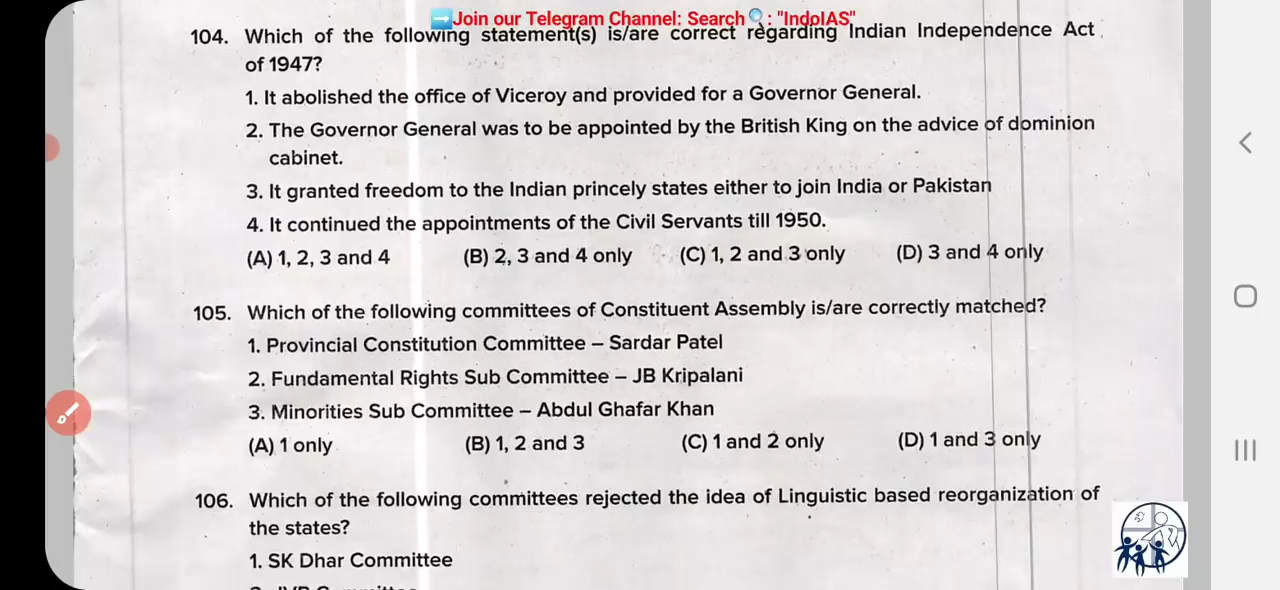 ➡Join our Telegram Channel: Search🔍: "IndoIAS"
104. Which of the following statement(s) is/are correct regarding Indian Independence Act
of 1947?
1. It abolished the office of Viceroy and provided for a Governor General.
2. The Governor General was to be appointed by the British King on the advice of dominion
cabinet.
3. It granted freedom to the Indian princely states either to join India or Pakistan
4. It continued the appointments of the Civil Servants till 1950.
(A) 1, 2, 3 and 4 (B) 2, 3 and 4 only (C) 1, 2 and 3 only (D) 3 and 4 only
105. Which of the following committees of Constituent Assembly is/are correctly matched?
1. Provincial Constitution Committee – Sardar Patel
2. Fundamental Rights Sub Committee – JB Kripalani
3. Minorities Sub Committee – Abdul Ghafar Khan
(A) 1 only (B) 1, 2 and 3 (C) 1 and 2 only (D) 1 and 3 only
106. Which of the following committees rejected the idea of Linguistic based reorganization of
the states?
1. SK Dhar Committee